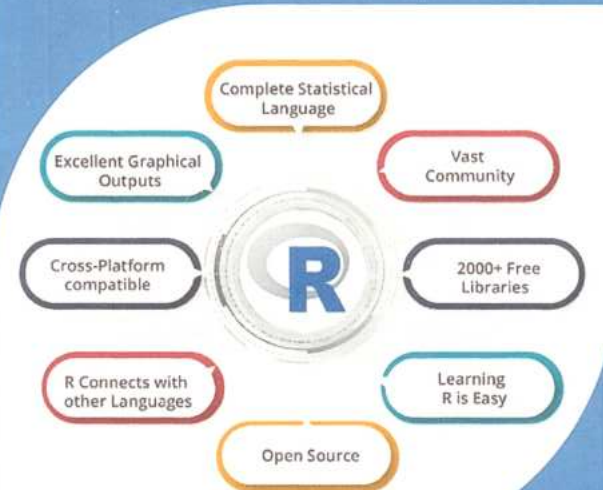 Complete Statistical
Language
Excellent Graphical
Outputs
Vast
Community
Cross-Platform
compatible
R
2000+ Free
Libraries
R Connects with
other Languages
Learning
R is Easy
Open Source